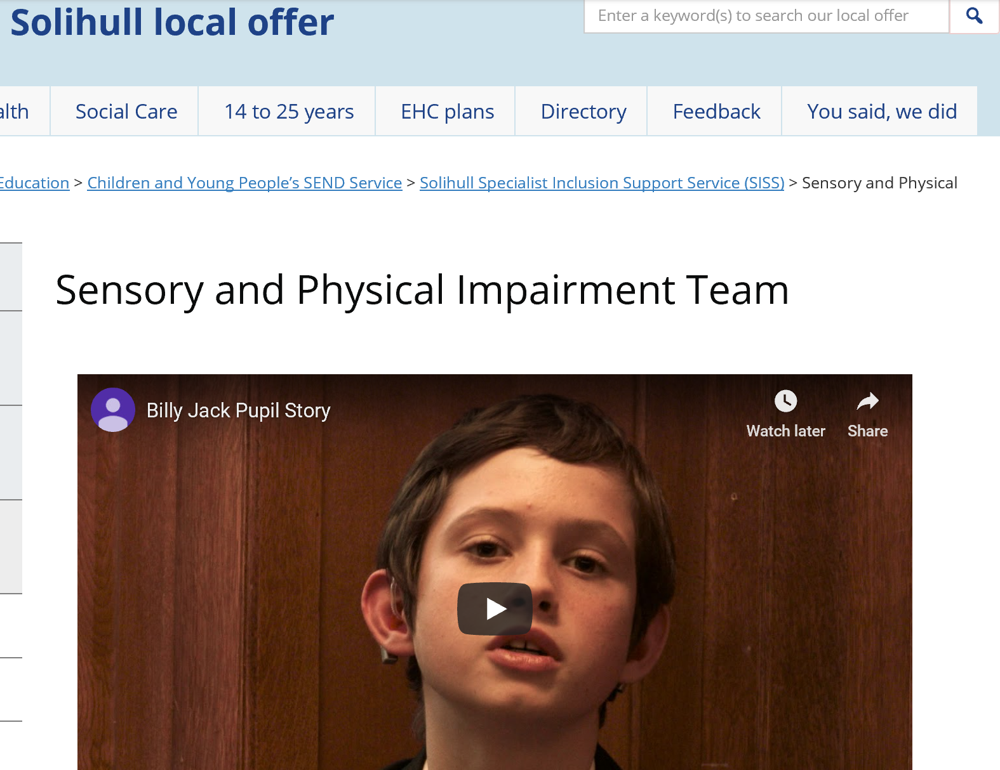 Solihull local offer
Enter a keyword(s) to search our local offer
alth
Social Care
14 to 25 years
EHC plans
Directory
Feedback
You said, we did
Education > Children and Young People’s SEND Service > Solihull Specialist Inclusion Support Service (SISS) > Sensory and Physical
Sensory and Physical Impairment Team
Billy Jack Pupil Story
Watch later
Share